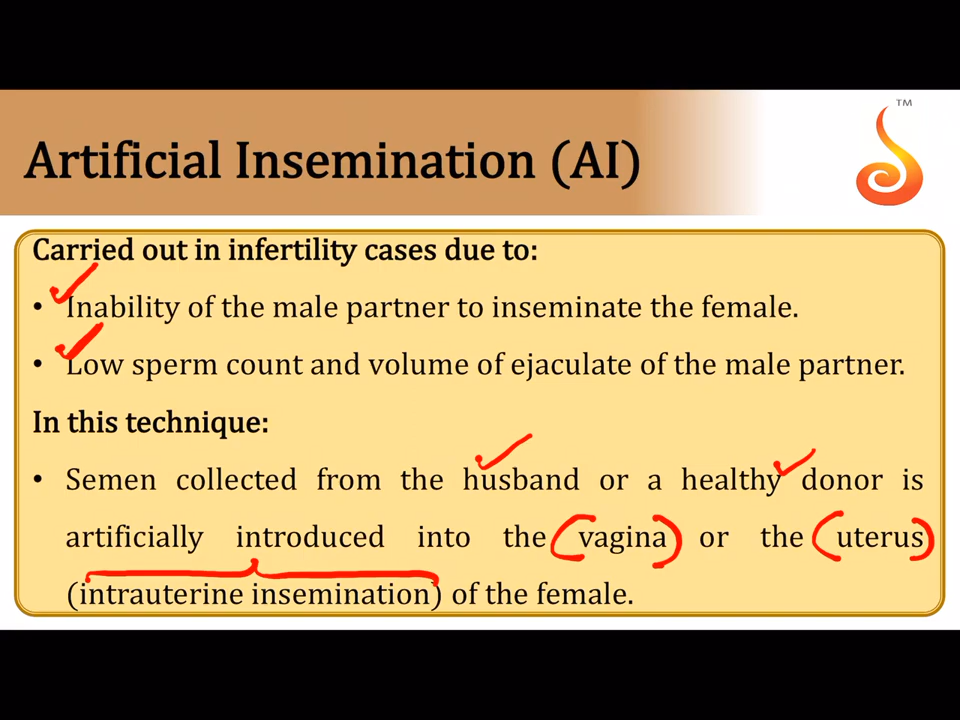 TM
Artificial Insemination (AI)
Carried out in infertility cases due to:
• Inability of the male partner to inseminate the female.
• Low sperm count and volume of ejaculate of the male partner.
In this technique:
• Semen collected from the husband or a healthy donor is
artificially introduced into the vagina or the uterus
(intrauterine insemination) of the female.